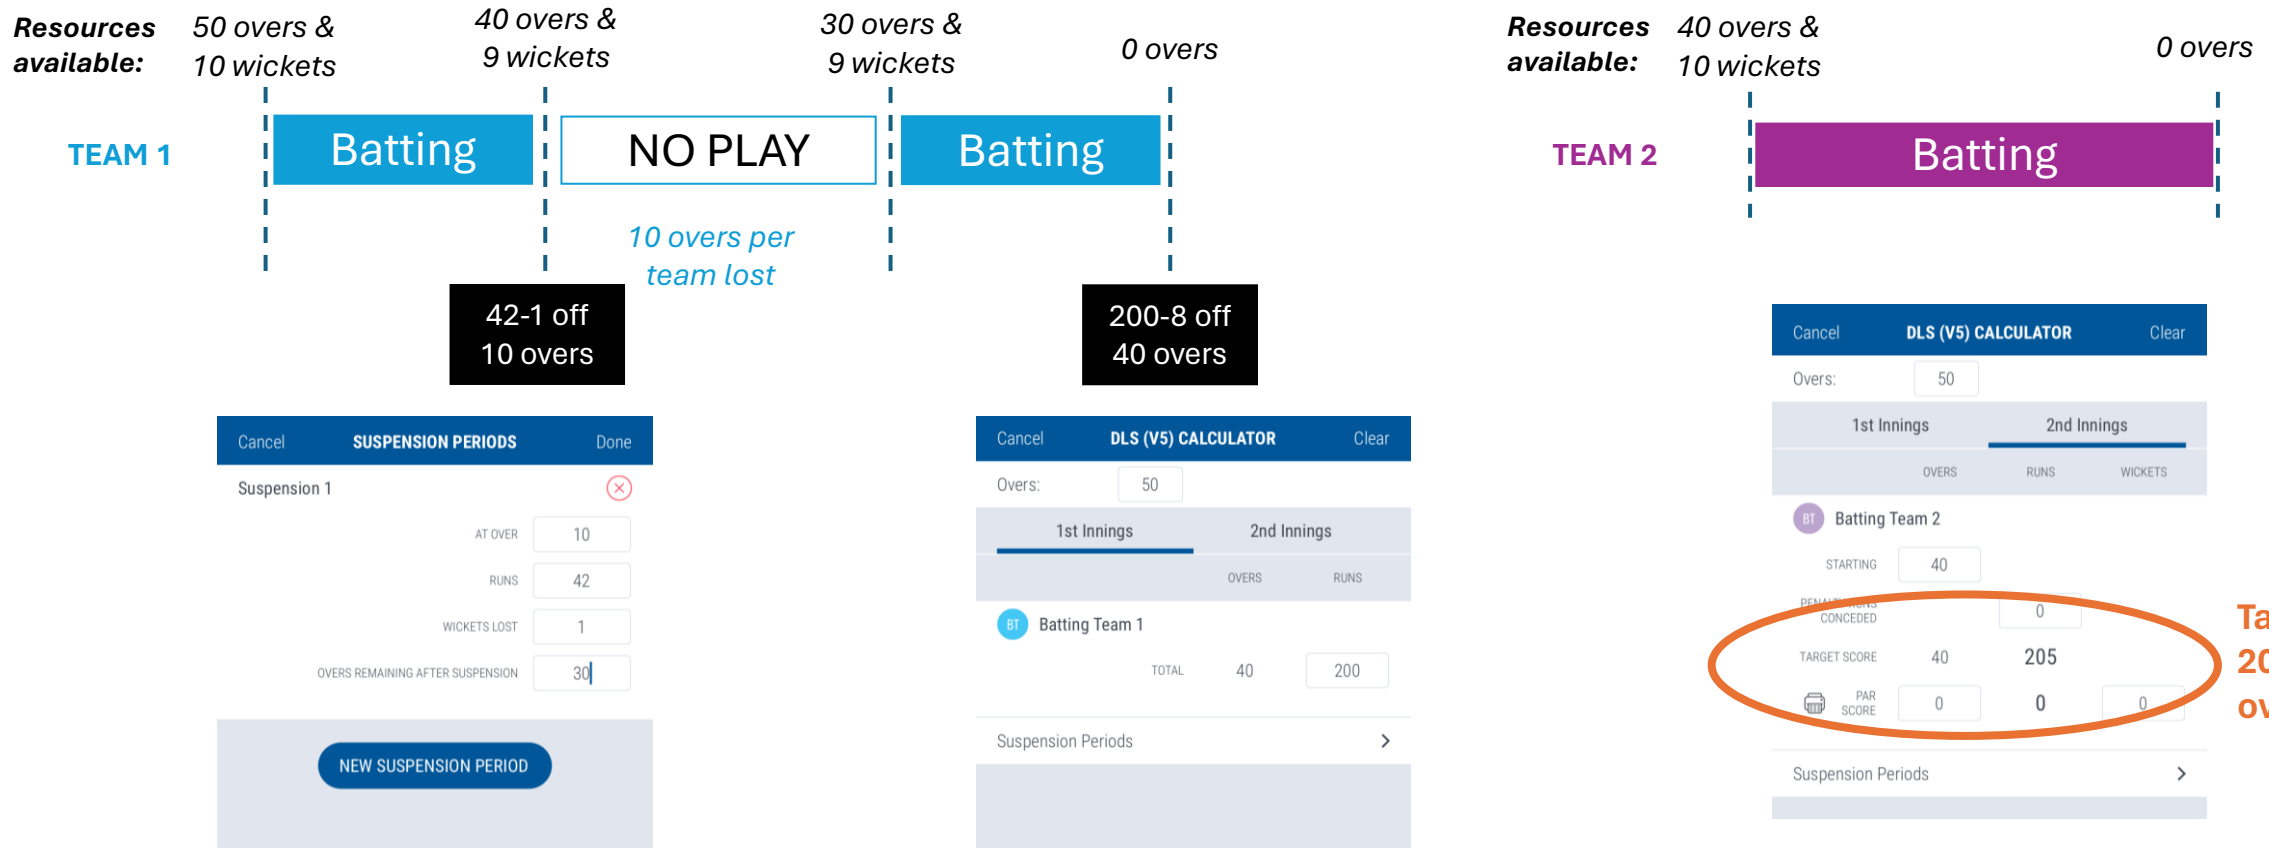 Resources available:
50 overs & 10 wickets
40 overs & 9 wickets
30 overs & 9 wickets
0 overs
TEAM 1
Batting
NO PLAY
Batting
10 overs per team lost
42-1 off 10 overs
200-8 off 40 overs
Cancel SUSPENSION PERIODS Done
Suspension 1
AT OVER 10
RUNS 42
WICKETS LOST 1
OVERS REMAINING AFTER SUSPENSION 30
NEW SUSPENSION PERIOD
Cancel DLS (V5) CALCULATOR Clear
Overs: 50
1st Innings 2nd Innings
OVERS RUNS
BT Batting Team 1
TOTAL 40 200
Suspension Periods
Resources available:
40 overs & 10 wickets
0 overs
TEAM 2
Batting
Cancel DLS (V5) CALCULATOR Clear
Overs: 50
1st Innings 2nd Innings
OVERS RUNS WICKETS
BT Batting Team 2
STARTING 40
CONCEDED 0
TARGET SCORE 40 205
PAR SCORE 0 0 0
Suspension Periods